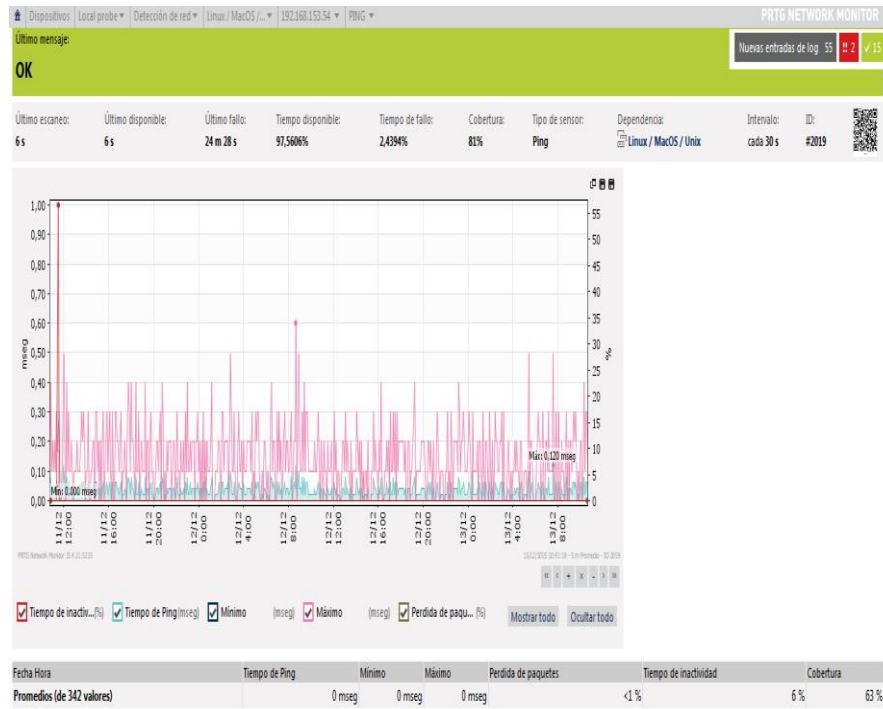 Dispositivos Local probe Detección de red Linux / MacOS /... 192.168.153.54 PING PRTG NETWORK MONITOR
Último mensaje:
OK
Nuevas entradas de log 55 !! 2 ✓ 15
Último escaneo: Último disponible: Último fallo: Tiempo disponible: Tiempo de fallo: Cobertura: Tipo de sensor: Dependencia: Intervalo: ID:
6 s 6 s 24 m 28 s 97,5606% 2,4394% 81% Ping Linux / MacOS / Unix cada 30 s #2019
1,00
0,90
0,80
0,70
0,60
0,50
0,40
0,30
0,20
0,10
0,00
mseg
55
50
45
40
35
30
25
20
15
10
5
0
%
Máx: 0,120 mseg
Min: 0,000 mseg
11/12 12:00
11/12 16:00
11/12 20:00
12/12 0:00
12/12 4:00
12/12 8:00
12/12 12:00
12/12 16:00
12/12 20:00
13/12 0:00
13/12 4:00
13/12 8:00
PRTG Network Monitor
Tiempo de inactiv...(%) Tiempo de Ping (mseg) Mínimo (mseg) Máximo (mseg) Perdida de paqu... (%) Mostrar todo Ocultar todo
Fecha Hora Tiempo de Ping Mínimo Máximo Perdida de paquetes Tiempo de inactividad Cobertura
Promedios (de 342 valores) 0 mseg 0 mseg 0 mseg <1 % 6 % 63 %